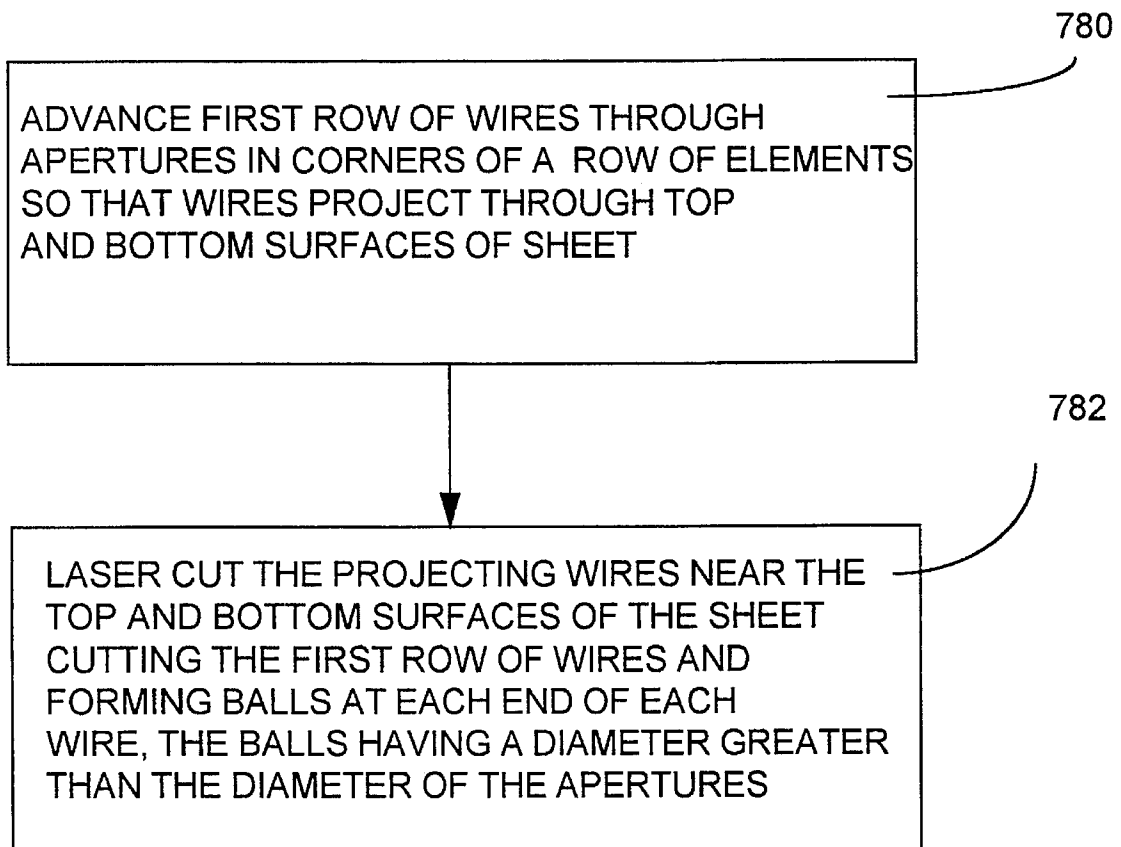 780
ADVANCE FIRST ROW OF WIRES THROUGH
APERTURES IN CORNERS OF A ROW OF ELEMENTS
SO THAT WIRES PROJECT THROUGH TOP
AND BOTTOM SURFACES OF SHEET
782
LASER CUT THE PROJECTING WIRES NEAR THE
TOP AND BOTTOM SURFACES OF THE SHEET
CUTTING THE FIRST ROW OF WIRES AND
FORMING BALLS AT EACH END OF EACH
WIRE, THE BALLS HAVING A DIAMETER GREATER
THAN THE DIAMETER OF THE APERTURES